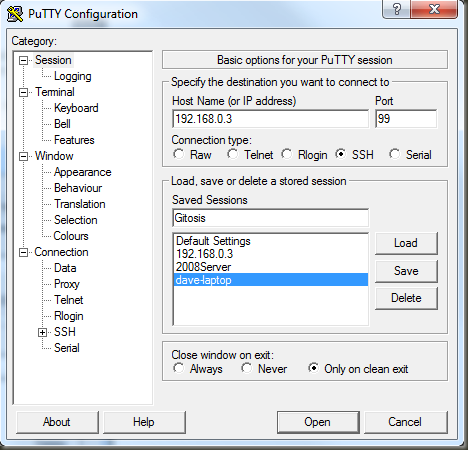 PuTTY Configuration
Category:
Session
Logging
Terminal
Keyboard
Bell
Features
Window
Appearance
Behaviour
Translation
Selection
Colours
Connection
Data
Proxy
Telnet
Rlogin
SSH
Serial
Basic options for your PuTTY session
Specify the destination you want to connect to
Host Name (or IP address) Port
192.168.0.3 99
Connection type:
Raw Telnet Rlogin SSH Serial
Load, save or delete a stored session
Saved Sessions
Gitosis
Default Settings
192.168.0.3
2008Server
dave-laptop
Load
Save
Delete
Close window on exit:
Always Never Only on clean exit
About Help Open Cancel